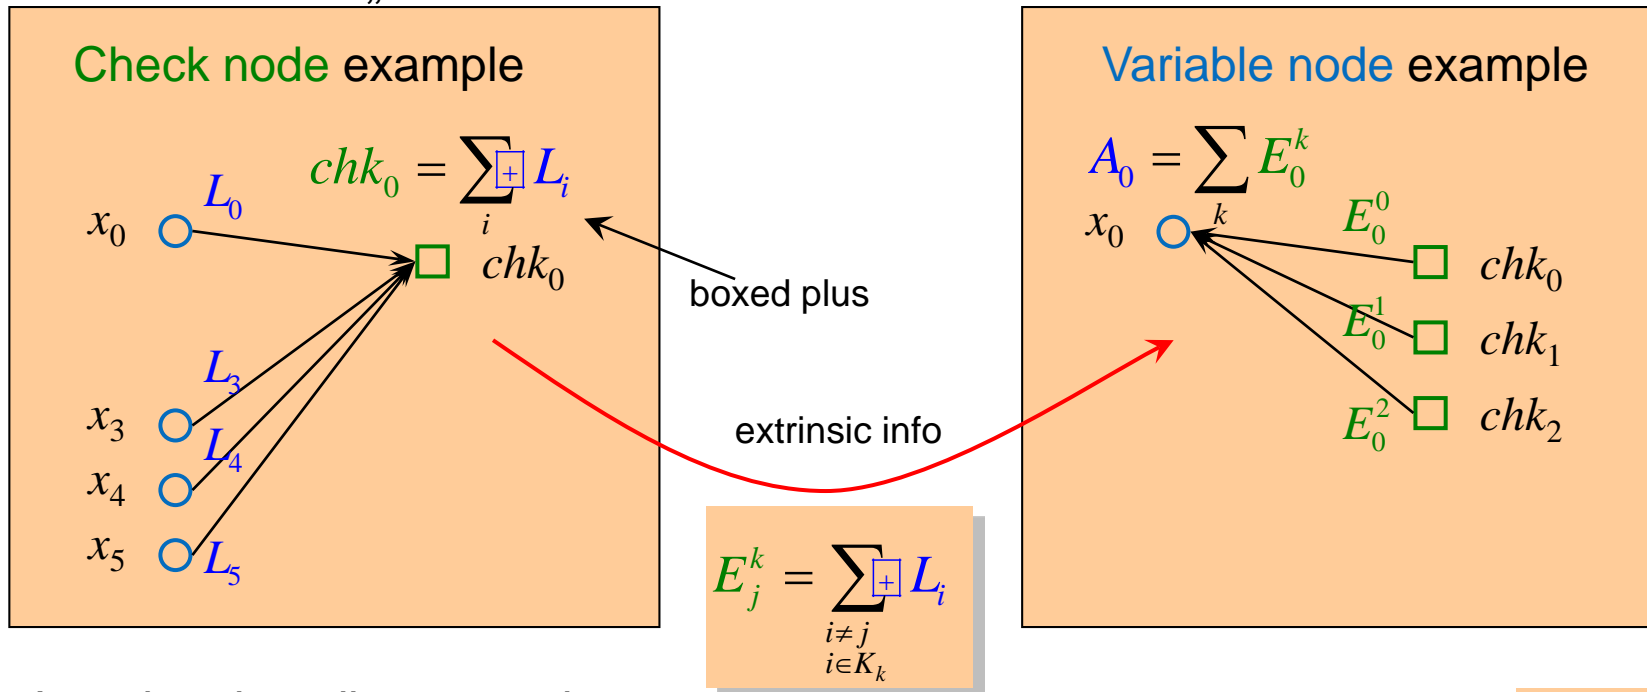 „
Check node example
chk₀ = ∑⊞ Lᵢ
i
L₀
x₀
chk₀
L₃
x₃
L₄
x₄
x₅
L₅
boxed plus
extrinsic info
Eⱼᵏ = ∑⊞ Lᵢ
i≠j
i∈Kₖ
Variable node example
A₀ = ∑ E₀ᵏ
k
x₀
E₀⁰
chk₀
E₀¹
chk₁
E₀²
chk₂